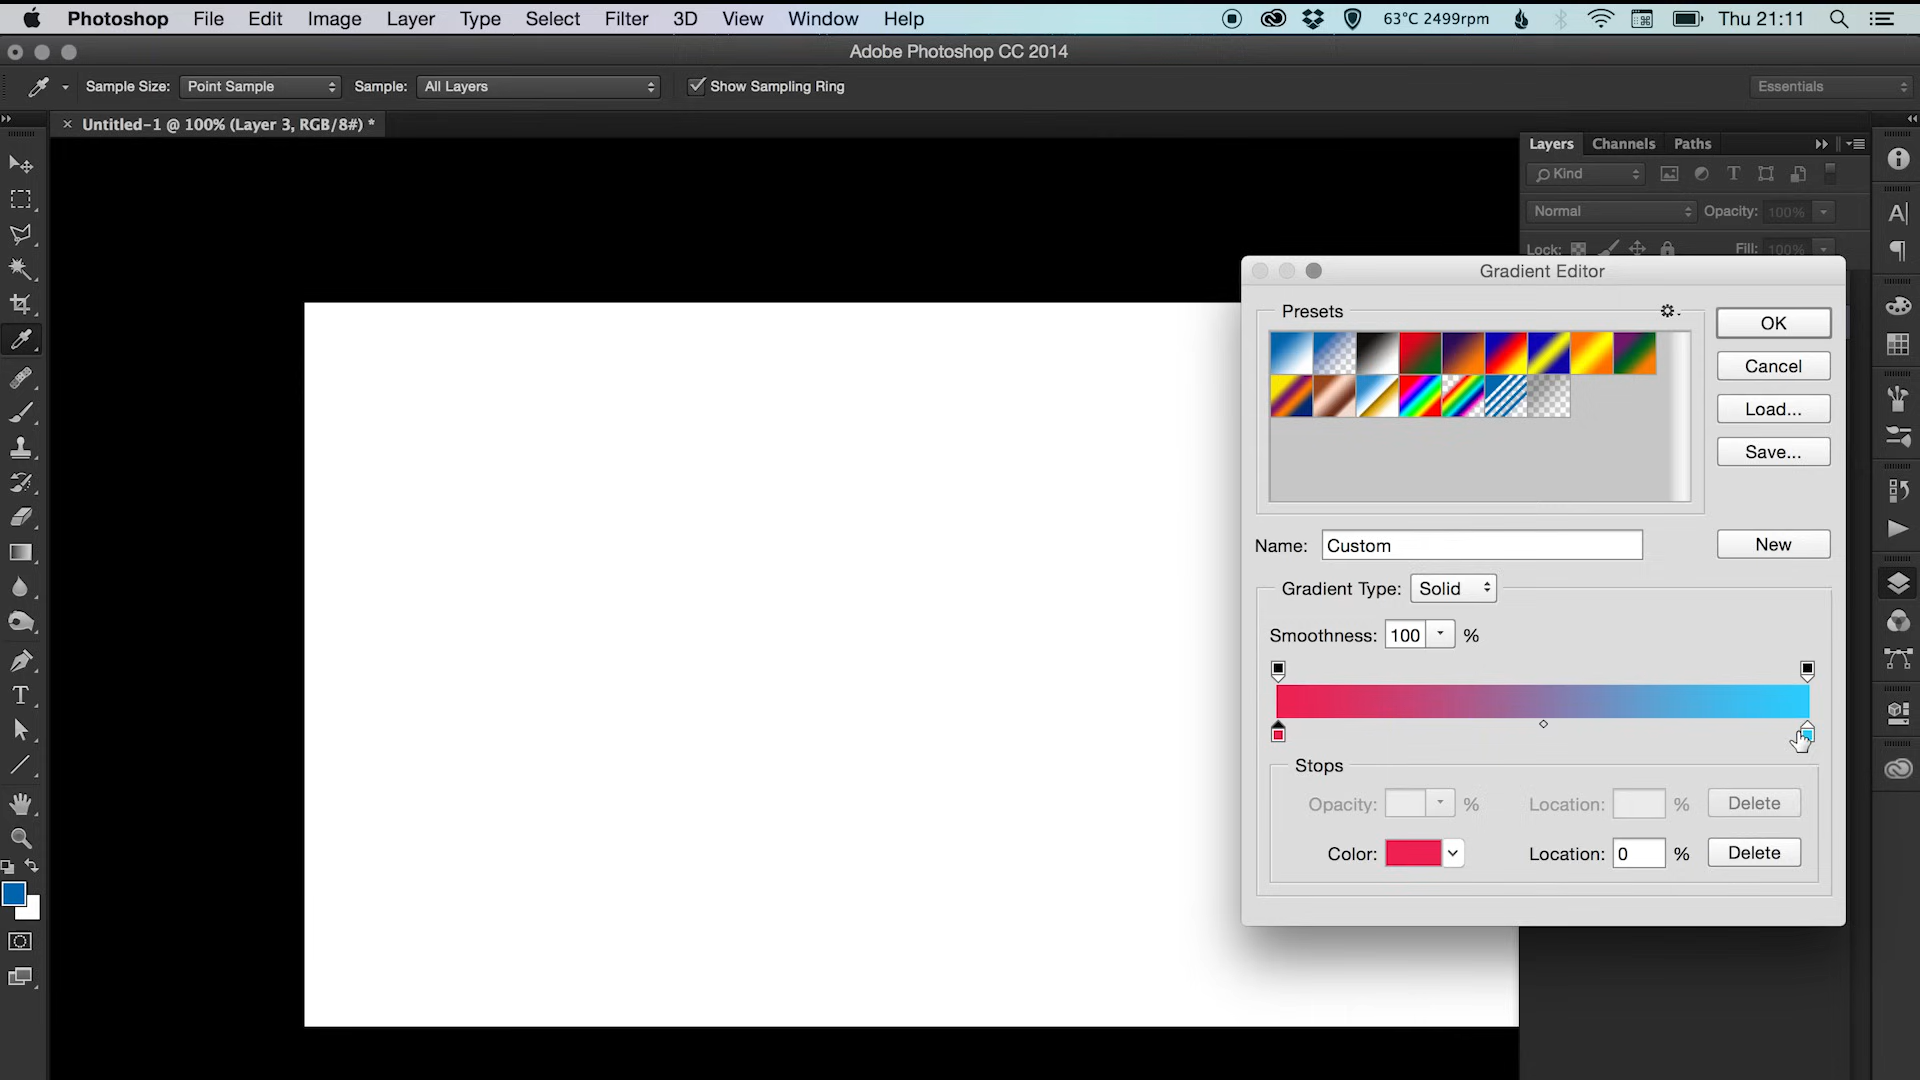 Photoshop File Edit Image Layer Type Select Filter 3D View Window Help 63°C 2499rpm Thu 21:11
Adobe Photoshop CC 2014
Sample Size: Point Sample Sample: All Layers Show Sampling Ring Essentials
Untitled-1 @ 100% (Layer 3, RGB/8#) *
Layers Channels Paths
Kind
Normal Opacity: 100%
Lock: Fill: 100%
Gradient Editor
Presets
OK
Cancel
Load...
Save...
Name: Custom New
Gradient Type: Solid
Smoothness: 100 %
Stops
Opacity: % Location: % Delete
Color: Location: 0 % Delete